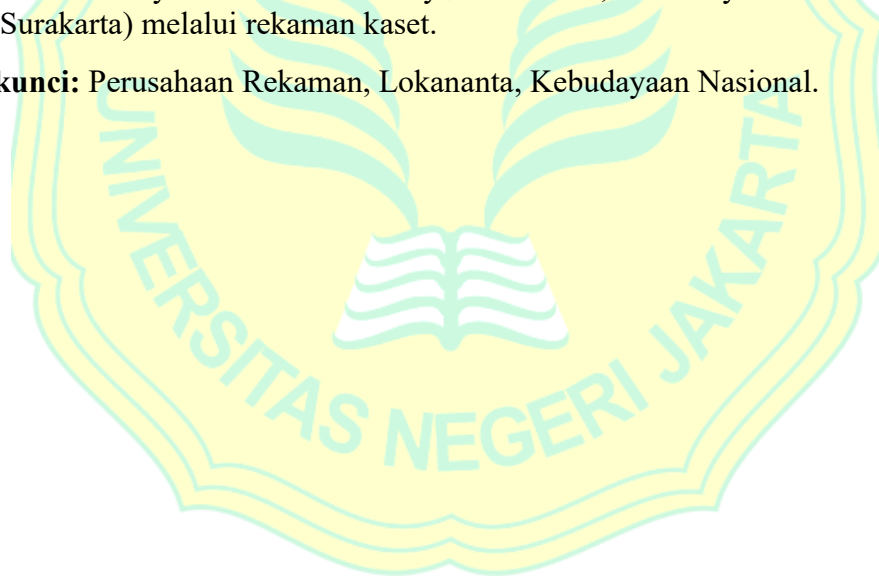 Surakarta) melalui rekaman kaset.
kunci: Perusahaan Rekaman, Lokananta, Kebudayaan Nasional.
UNIVERSITAS NEGERI JAKARTA